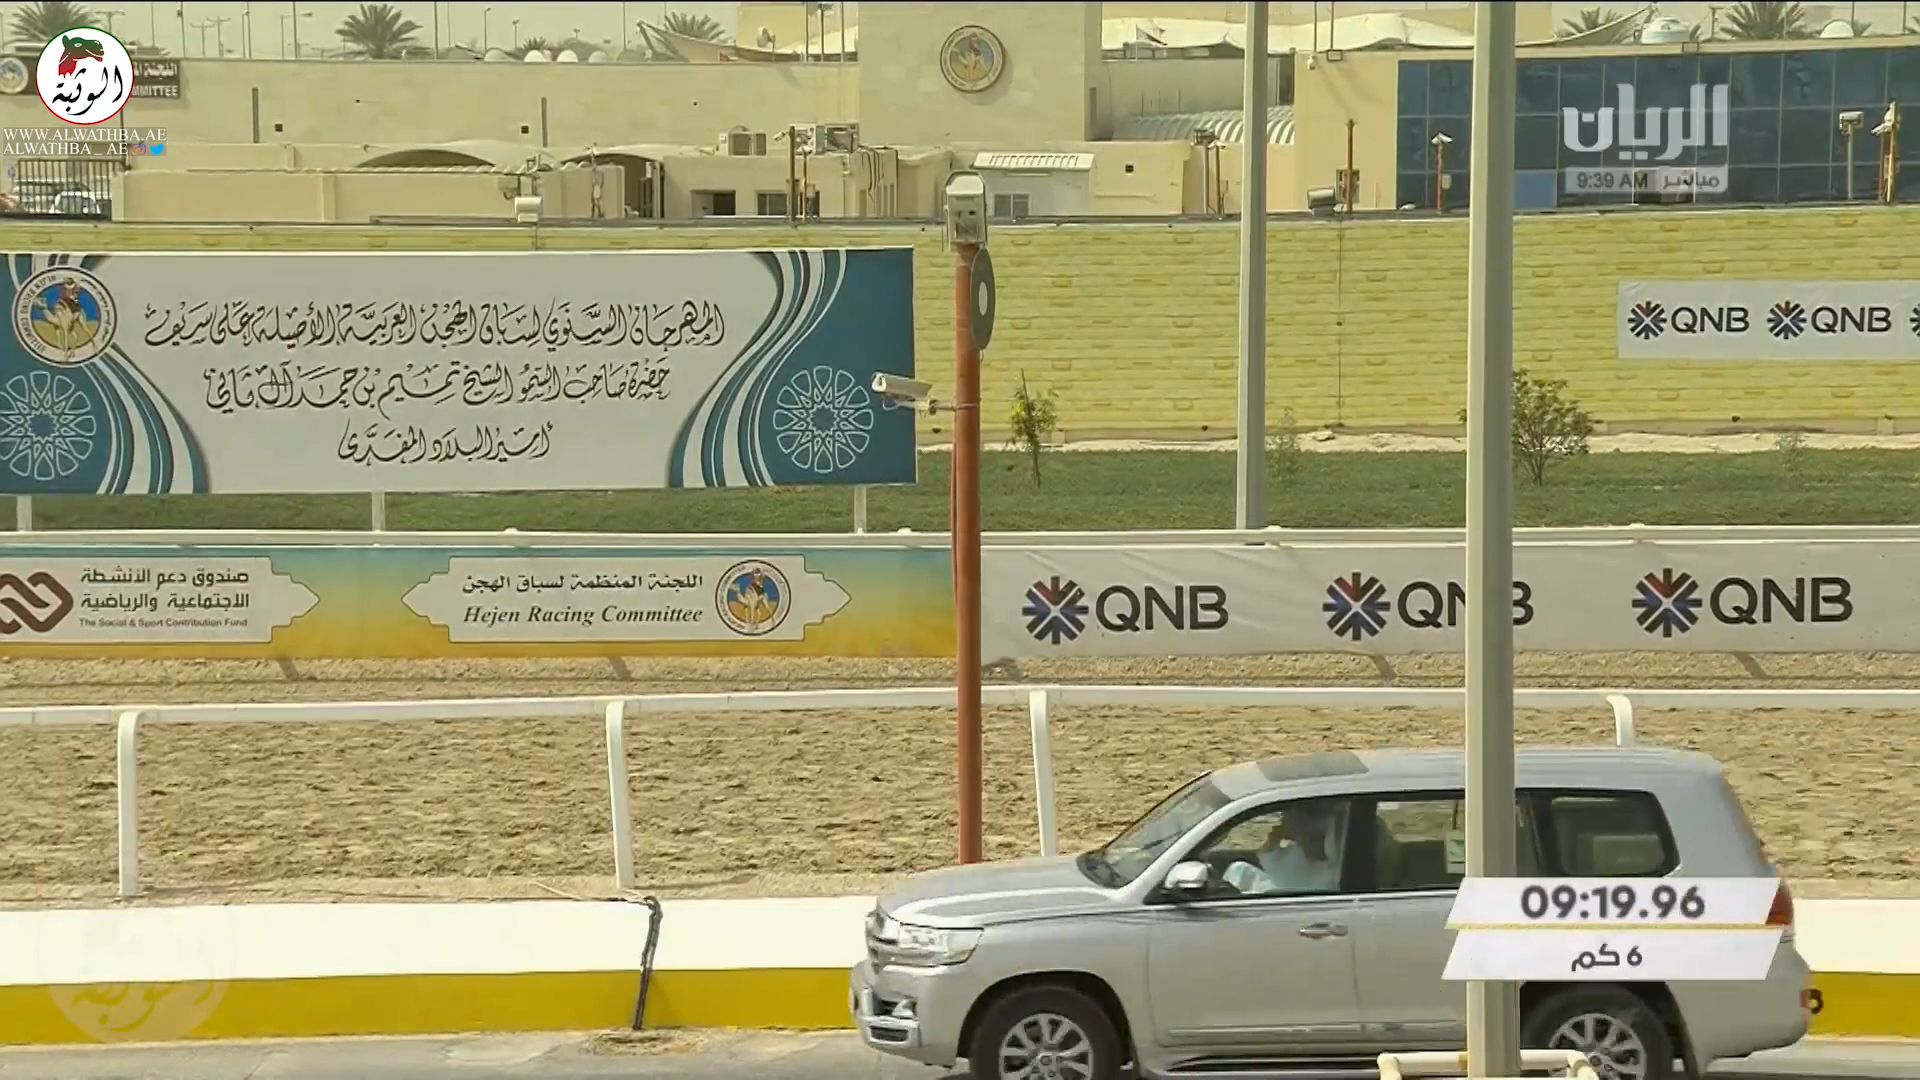 الوثبة
WWW.ALWATHBA.AE
ALWATHBA_AE
MMITTEE
الريان
9:39 AM مباشر
المهرجان السنوي لسباق الهجن العربية الأصيلة على سيف
حضرة صاحب السمو الشيخ تميم بن حمد آل ثاني
أمير البلاد المفدى
QNB QNB
صندوق دعم الأنشطة
الاجتماعية والرياضية
The Social & Sport Contribution Fund
اللجنة المنظمة لسباق الهجن
Hejen Racing Committee
QNB QNB QNB
09:19.96
6 كم